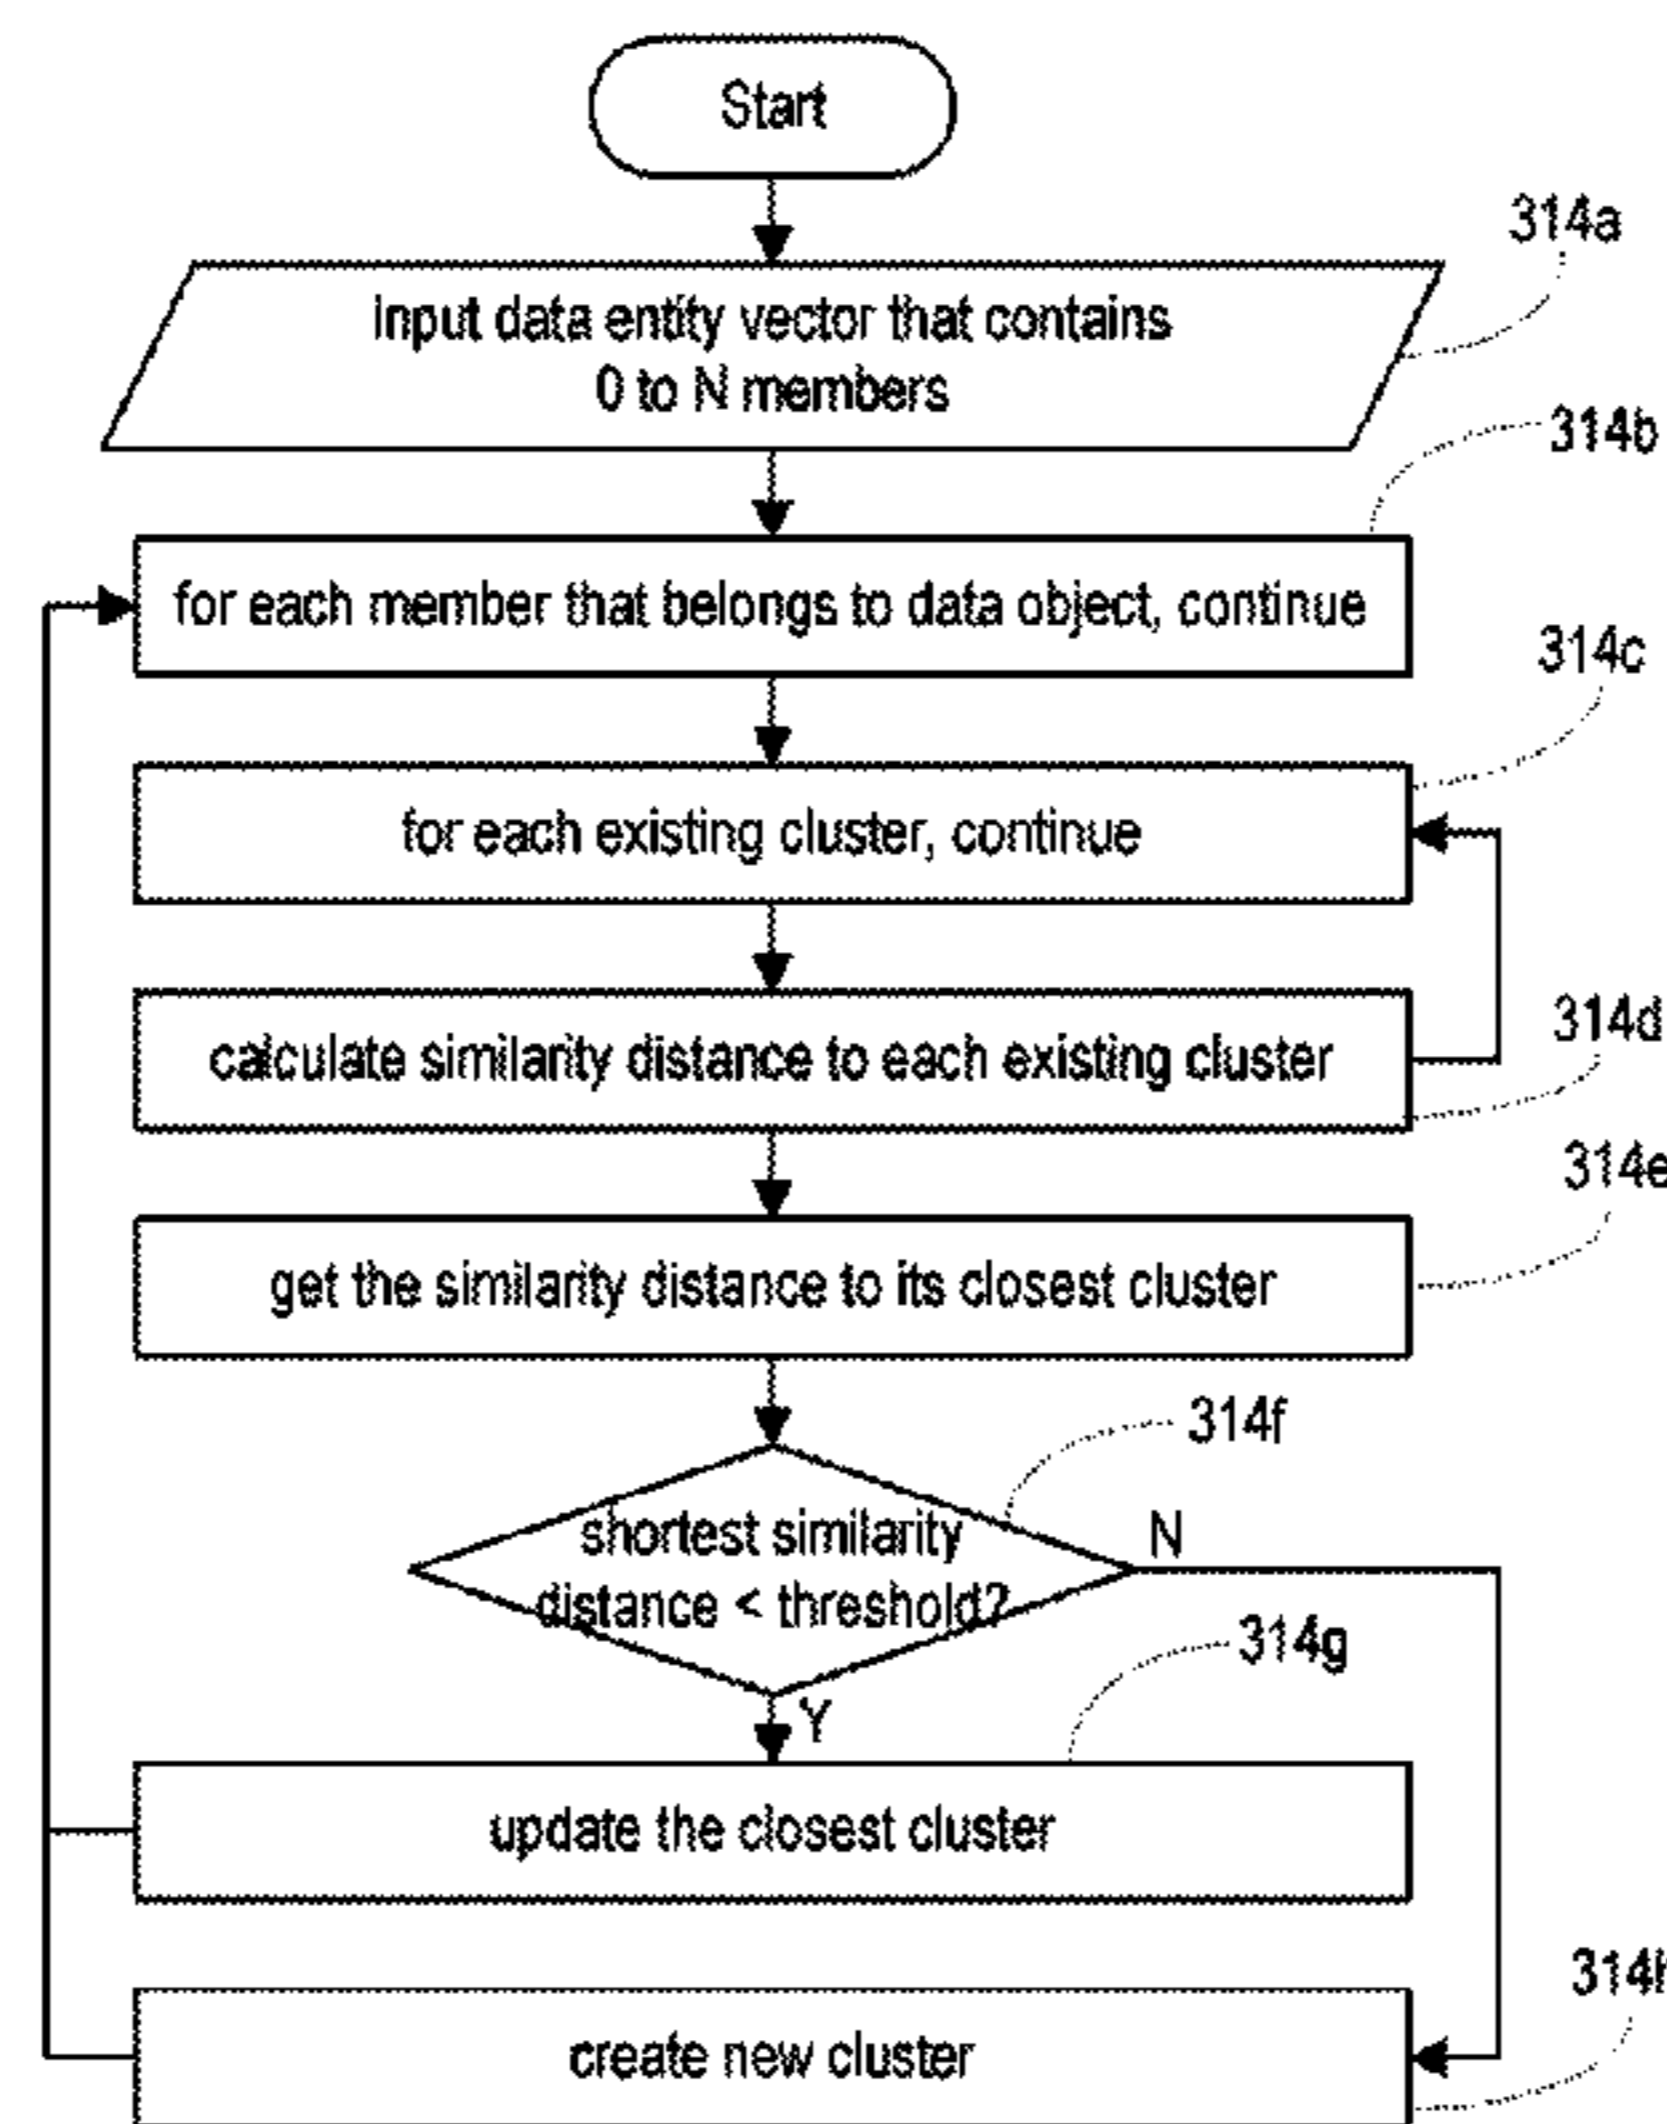 Start
314a
input data entity vector that contains
0 to N members
314b
for each member that belongs to data object, continue
314c
for each existing cluster, continue
314d
calculate similarity distance to each existing cluster
314e
get the similarity distance to its closest cluster
314f
shortest similarity
distance < threshold?
N
Y
314g
update the closest cluster
314h
create new cluster